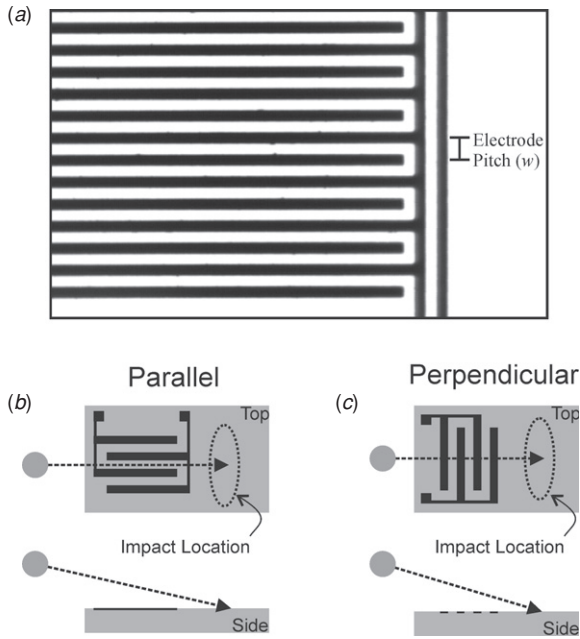 (a)
Electrode
Pitch (w)
Parallel
Perpendicular
(b)
Top
(c)
Top
Impact Location
Impact Location
Side
Side